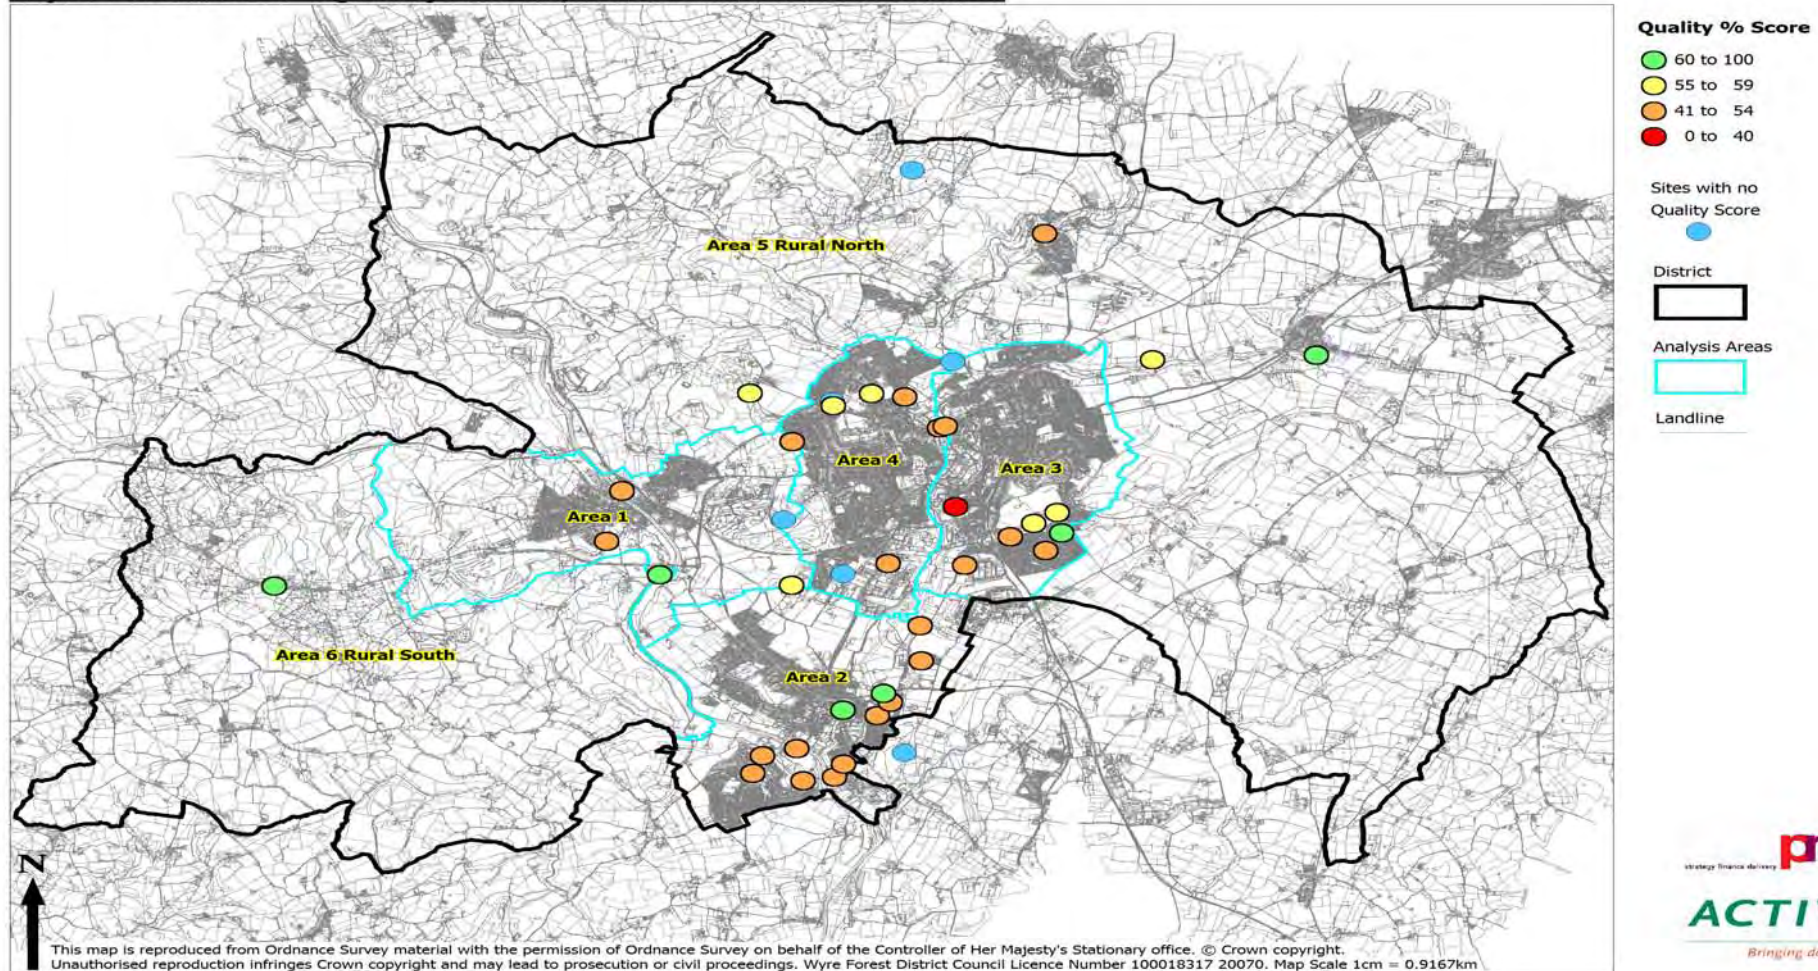 Quality % Score
60 to 100
55 to 59
41 to 54
0 to 40
Sites with no
Quality Score
District
Analysis Areas
Landline
Area 5 Rural North
Area 4
Area 3
Area 1
Area 6 Rural South
Area 2
N
strategy finance delivery
This map is reproduced from Ordnance Survey material with the permission of Ordnance Survey on behalf of the Controller of Her Majesty's Stationary office. © Crown copyright.
Unauthorised reproduction infringes Crown copyright and may lead to prosecution or civil proceedings. Wyre Forest District Council Licence Number 100018317 20070. Map Scale 1cm = 0.9167km